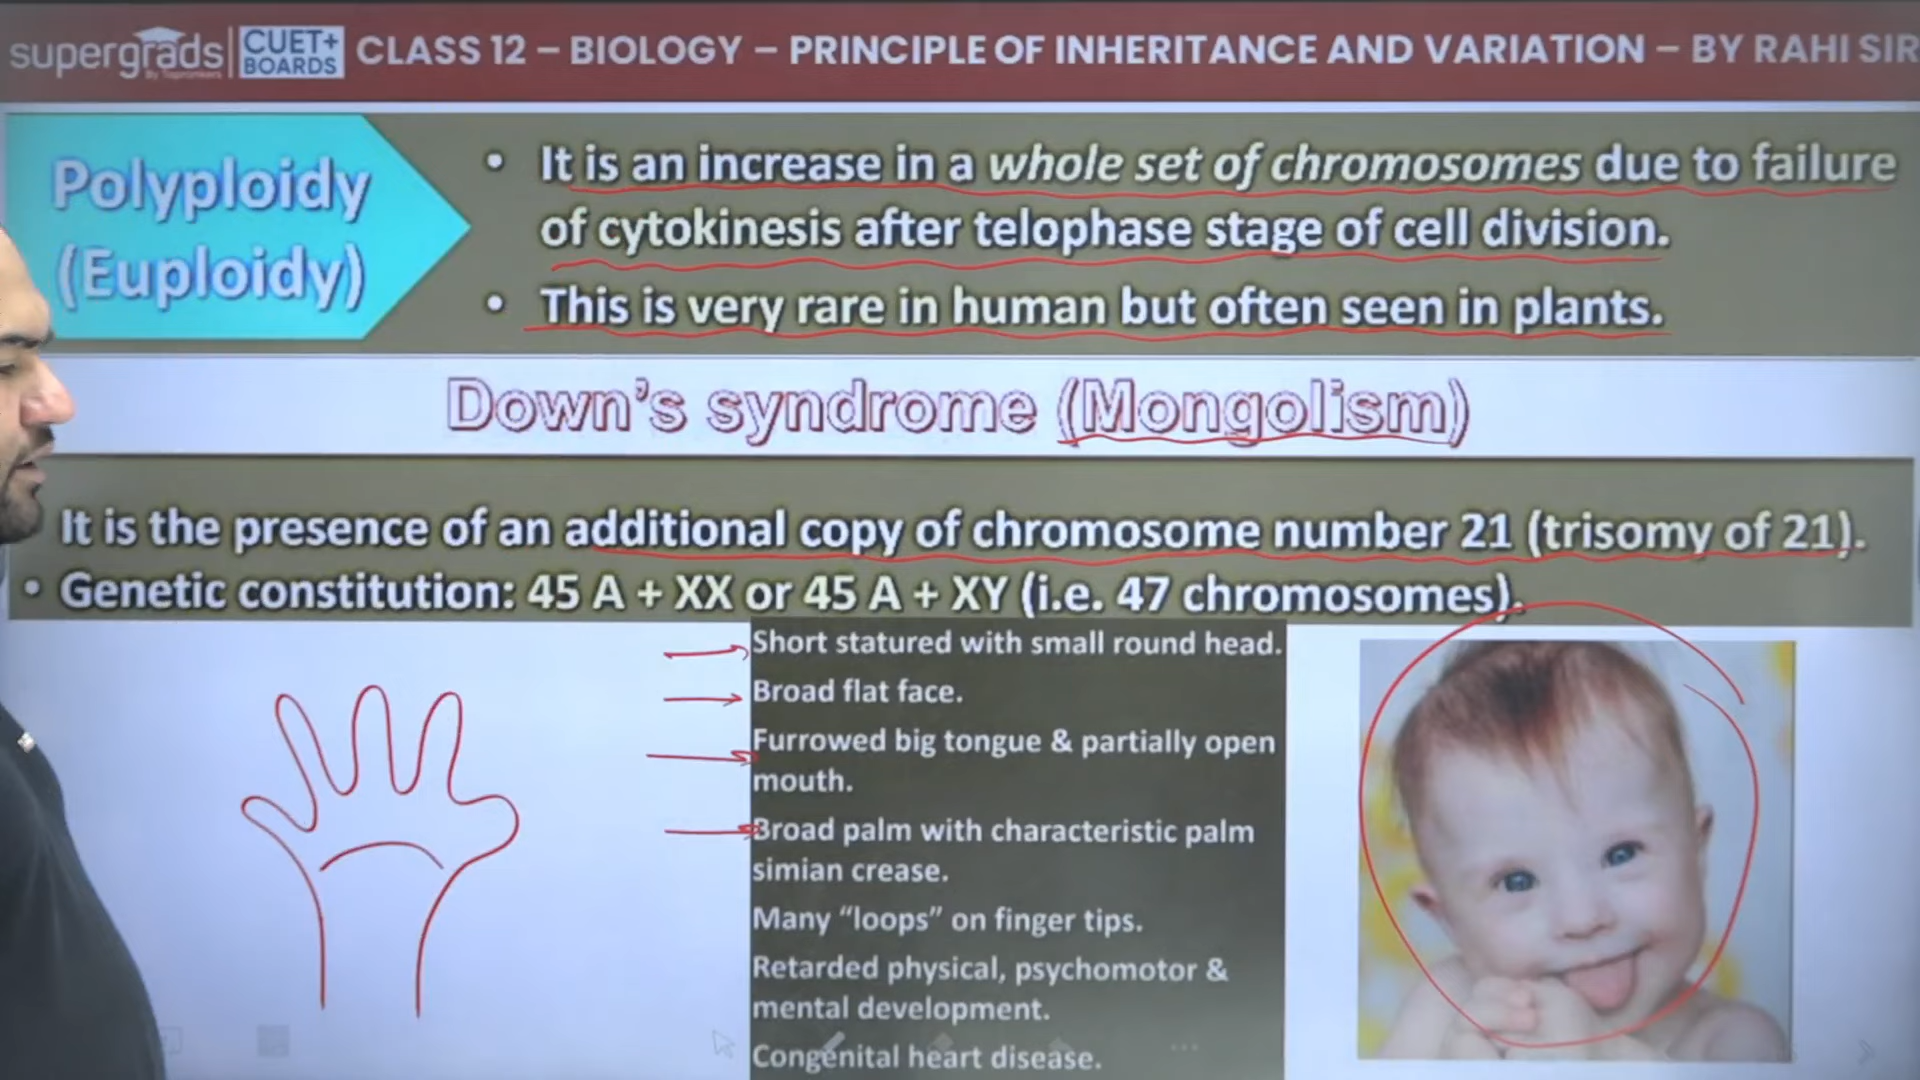 supergrads CUET+ BOARDS CLASS 12 – BIOLOGY – PRINCIPLE OF INHERITANCE AND VARIATION – BY RAHI SIR
By Toprankers
Polyploidy
(Euploidy)
• It is an increase in a whole set of chromosomes due to failure
of cytokinesis after telophase stage of cell division.
• This is very rare in human but often seen in plants.
Down's syndrome (Mongolism)
It is the presence of an additional copy of chromosome number 21 (trisomy of 21).
• Genetic constitution: 45 A + XX or 45 A + XY (i.e. 47 chromosomes).
Short statured with small round head.
Broad flat face.
Furrowed big tongue & partially open
mouth.
Broad palm with characteristic palm
simian crease.
Many “loops” on finger tips.
Retarded physical, psychomotor &
mental development.
Congenital heart disease.